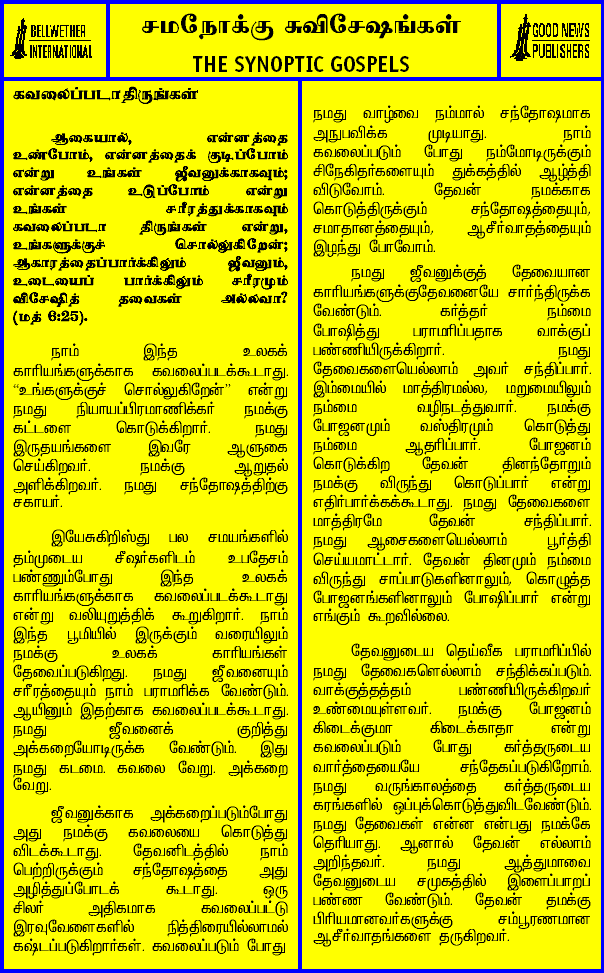 BELLWETHER
INTERNATIONAL
சமநோக்கு சுவிசேஷங்கள்
THE SYNOPTIC GOSPELS
GOOD NEWS
PUBLISHERS
கவலைப்படாதிருங்கள்
ஆகையால், என்னத்தை
உண்போம், என்னத்தைக் குடிப்போம்
என்று உங்கள் ஜீவனுக்காகவும்;
என்னத்தை உடுப்போம் என்று
உங்கள் சரீரத்துக்காகவும்
கவலைப்படா திருங்கள் என்று,
உங்களுக்குச் சொல்லுகிறேன்;
ஆகாரத்தைப்பார்க்கிலும் ஜீவனும்,
உடையைப் பார்க்கிலும் சரீரமும்
விசேஷித் தவைகள் அல்லவா?
(மத் 6:25).
நாம் இந்த உலகக்
காரியங்களுக்காக கவலைப்படக்கூடாது.
“உங்களுக்குச் சொல்லுகிறேன்” என்று
நமது நியாயப்பிரமாணிக்கர் நமக்கு
கட்டளை கொடுக்கிறார். நமது
இருதயங்களை இவரே ஆளுகை
செய்கிறவர். நமக்கு ஆறுதல்
அளிக்கிறவர். நமது சந்தோஷத்திற்கு
சகாயர்.
இயேசுகிறிஸ்து பல சமயங்களில்
தம்முடைய சீஷர்களிடம் உபதேசம்
பண்ணும்போது இந்த உலகக்
காரியங்களுக்காக கவலைப்படக்கூடாது
என்று வலியுறுத்திக் கூறுகிறார். நாம்
இந்த பூமியில் இருக்கும் வரையிலும்
நமக்கு உலகக் காரியங்கள்
தேவைப்படுகிறது. நமது ஜீவனையும்
சரீரத்தையும் நாம் பராமரிக்க வேண்டும்.
ஆயினும் இதற்காக கவலைப்படக்கூடாது.
நமது ஜீவனைக் குறித்து
அக்கறையோடிருக்க வேண்டும். இது
நமது கடமை. கவலை வேறு. அக்கறை
வேறு.
ஜீவனுக்காக அக்கறைப்படும்போது
அது நமக்கு கவலையை கொடுத்து
விடக்கூடாது. தேவனிடத்தில் நாம்
பெற்றிருக்கும் சந்தோஷத்தை அது
அழித்துப்போடக் கூடாது. ஒரு
சிலர் அதிகமாக கவலைப்பட்டு
இரவுவேளைகளில் நித்திரையில்லாமல்
கஷ்டப்படுகிறார்கள். கவலைப்படும் போது
நமது வாழ்வை நம்மால் சந்தோஷமாக
அநுபவிக்க முடியாது. நாம்
கவலைப்படும் போது நம்மோடிருக்கும்
சிநேகிதர்களையும் துக்கத்தில் ஆழ்த்தி
விடுவோம். தேவன் நமக்காக
கொடுத்திருக்கும் சந்தோஷத்தையும்,
சமாதானத்தையும், ஆசீர்வாதத்தையும்
இழந்து போவோம்.
நமது ஜீவனுக்குத் தேவையான
காரியங்களுக்குதேவனையே சார்ந்திருக்க
வேண்டும். கர்த்தர் நம்மை
போஷித்து பராமரிப்பதாக வாக்குப்
பண்ணியிருக்கிறார். நமது
தேவைகளையெல்லாம் அவர் சந்திப்பார்.
இம்மையில் மாத்திரமல்ல, மறுமையிலும்
நம்மை வழிநடத்துவார். நமக்கு
போஜனமும் வஸ்திரமும் கொடுத்து
நம்மை ஆதரிப்பார். போஜனம்
கொடுக்கிற தேவன் தினந்தோறும்
நமக்கு விருந்து கொடுப்பார் என்று
எதிர்பார்க்கக்கூடாது. நமது தேவைகளை
மாத்திரமே தேவன் சந்திப்பார்.
நமது ஆசைகளையெல்லாம் பூர்த்தி
செய்யமாட்டார். தேவன் தினமும் நம்மை
விருந்து சாப்பாடுகளினாலும், கொழுத்த
போஜனங்களினாலும் போஷிப்பார் என்று
எங்கும் கூறவில்லை.
தேவனுடைய தெய்வீக பராமரிப்பில்
நமது தேவைகளெல்லாம் சந்திக்கப்படும்.
வாக்குத்தத்தம் பண்ணியிருக்கிறவர்
உண்மையுள்ளவர். நமக்கு போஜனம்
கிடைக்குமா கிடைக்காதா என்று
கவலைப்படும் போது கர்த்தருடைய
வார்த்தையையே சந்தேகப்படுகிறோம்.
நமது வருங்காலத்தை கர்த்தருடைய
கரங்களில் ஒப்புக்கொடுத்துவிடவேண்டும்.
நமது தேவைகள் என்ன என்பது நமக்கே
தெரியாது. ஆனால் தேவன் எல்லாம்
அறிந்தவர். நமது ஆத்துமாவை
தேவனுடைய சமுகத்தில் இளைப்பாறப்
பண்ண வேண்டும். தேவன் தமக்கு
பிரியமானவர்களுக்கு சம்பூரணமான
ஆசீர்வாதங்களை தருகிறவர்.